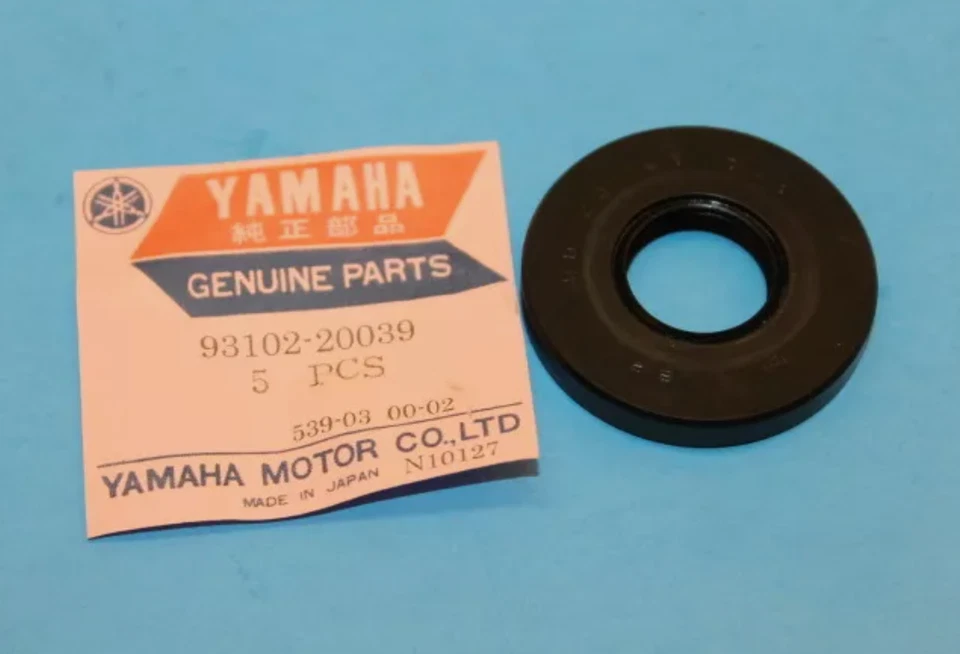 YAMAHA
純正部品
GENUINE PARTS
93102-20039
5 PCS
539-03 00-02
YAMAHA MOTOR CO.,LTD
MADE IN JAPAN N10127